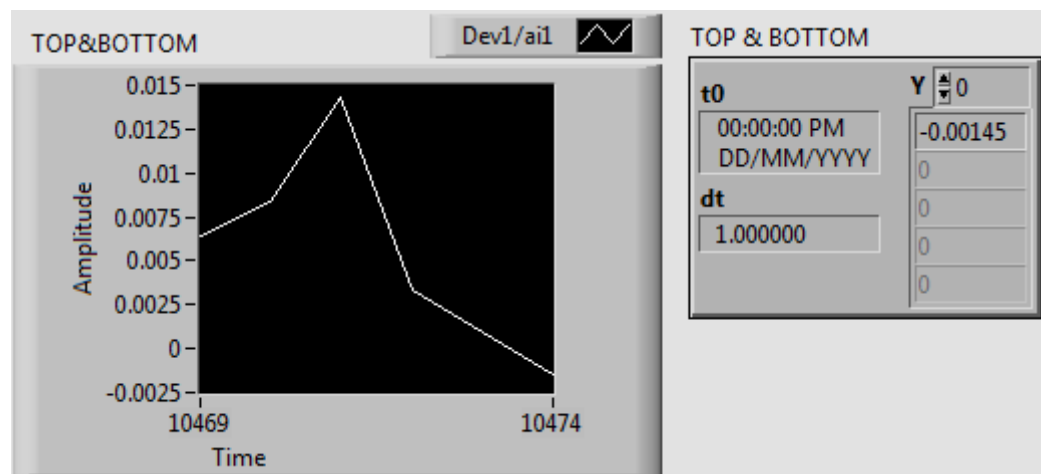 TOP&BOTTOM
Dev1/ai1
Amplitude
0.015
0.0125
0.01
0.0075
0.005
0.0025
0
-0.0025
10469
10474
Time
TOP & BOTTOM
t0
00:00:00 PM
DD/MM/YYYY
dt
1.000000
Y 0
-0.00145
0
0
0
0